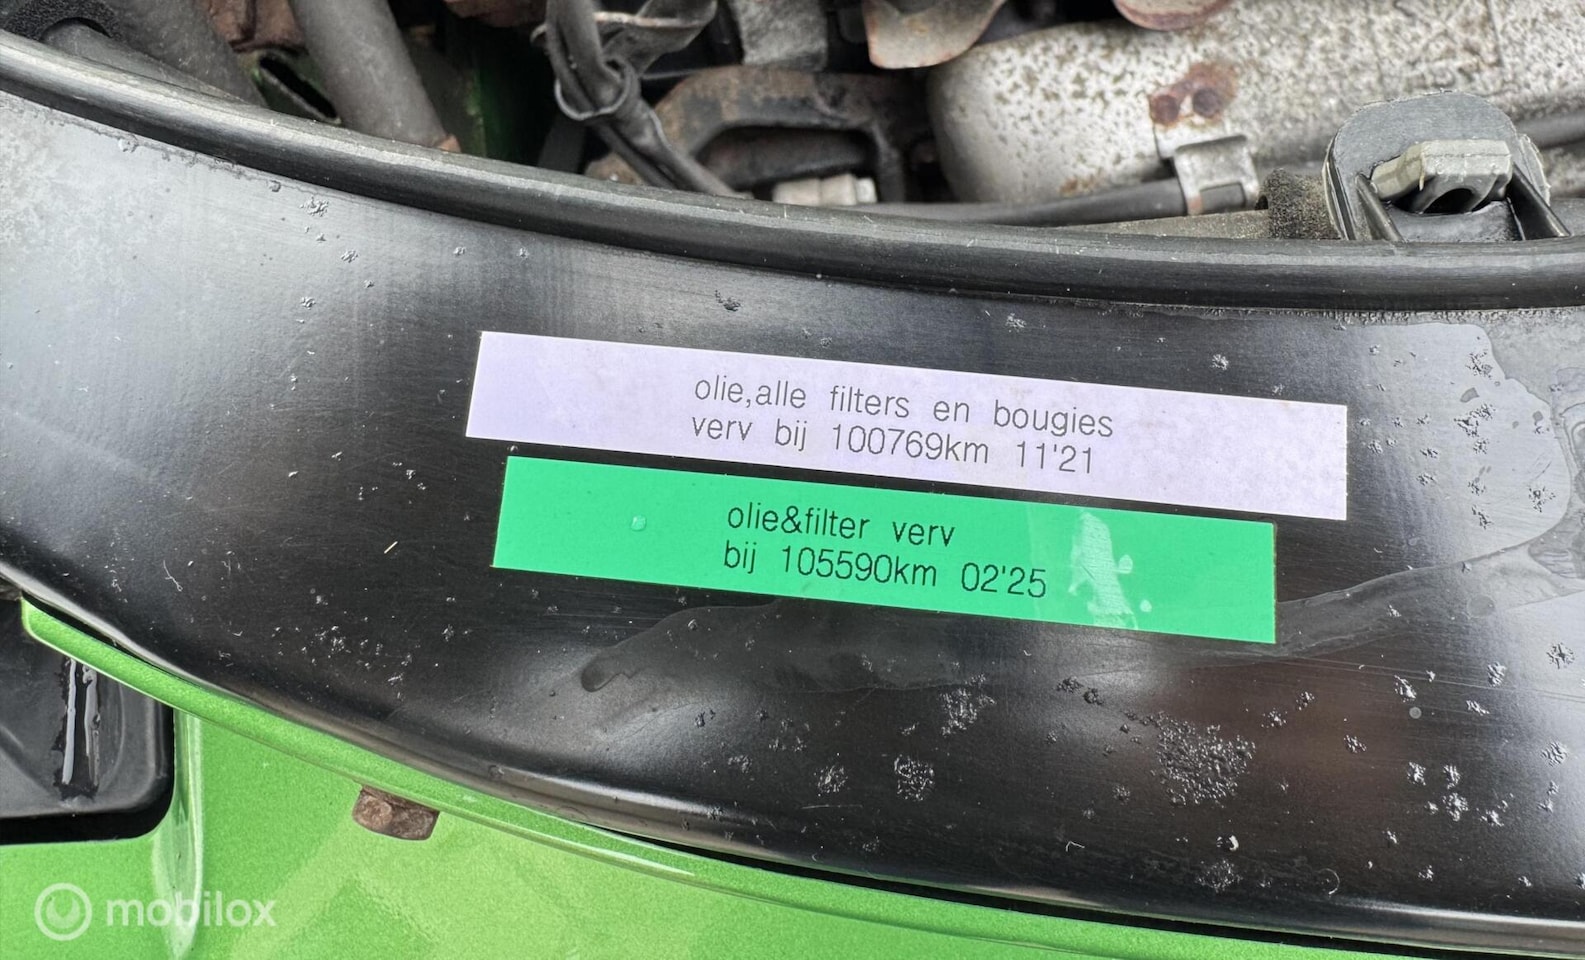 olie,alle filters en bougies
verv bij 100769km 11'21
olie&filter verv
bij 105590km 02'25
mobilox